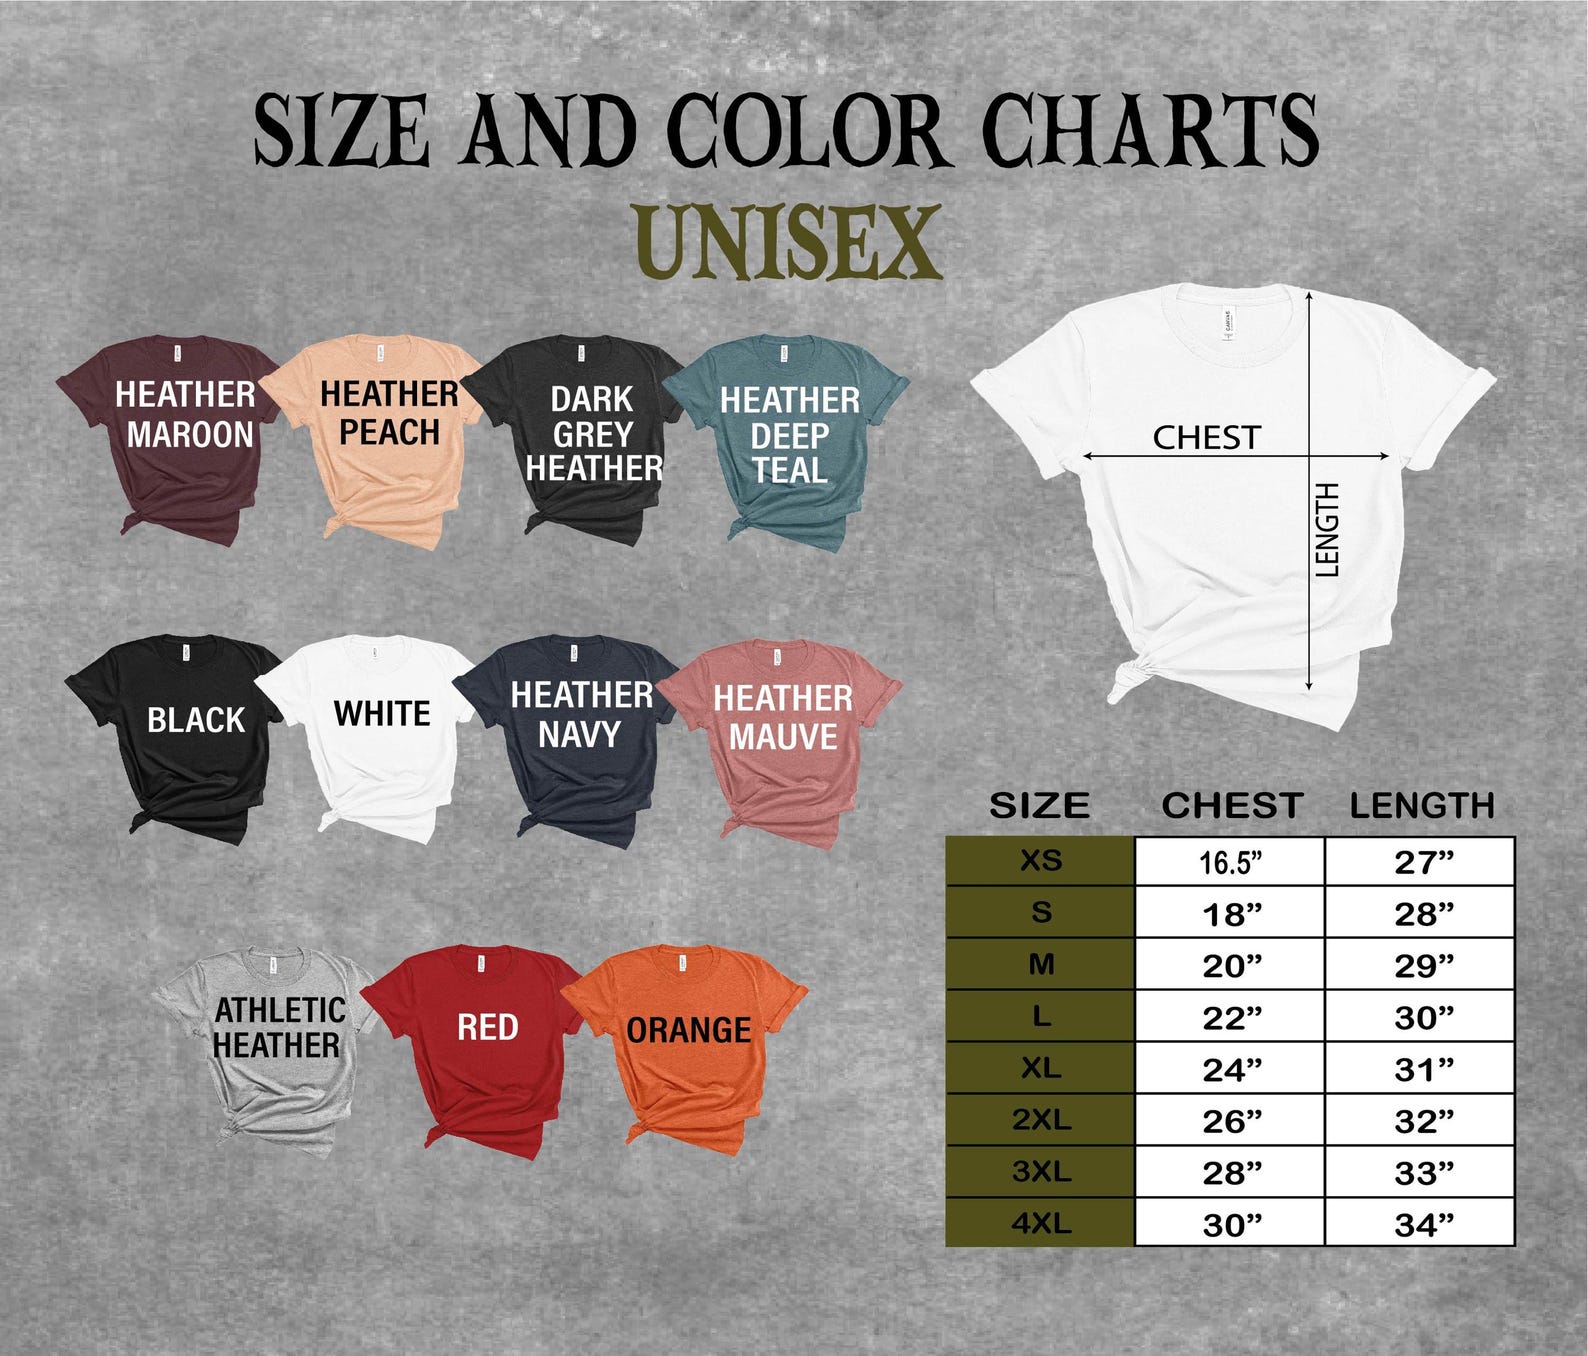 SIZE AND COLOR CHARTS
UNISEX
HEATHER
MAROON
HEATHER
PEACH
DARK
GREY
HEATHER
HEATHER
DEEP
TEAL
CANVAS
CHEST
LENGTH
BLACK
WHITE
HEATHER
NAVY
HEATHER
MAUVE
ATHLETIC
HEATHER
RED
ORANGE
SIZE CHEST LENGTH
XS 16.5” 27”
S 18” 28”
M 20” 29”
L 22” 30”
XL 24” 31”
2XL 26” 32”
3XL 28” 33”
4XL 30” 34”